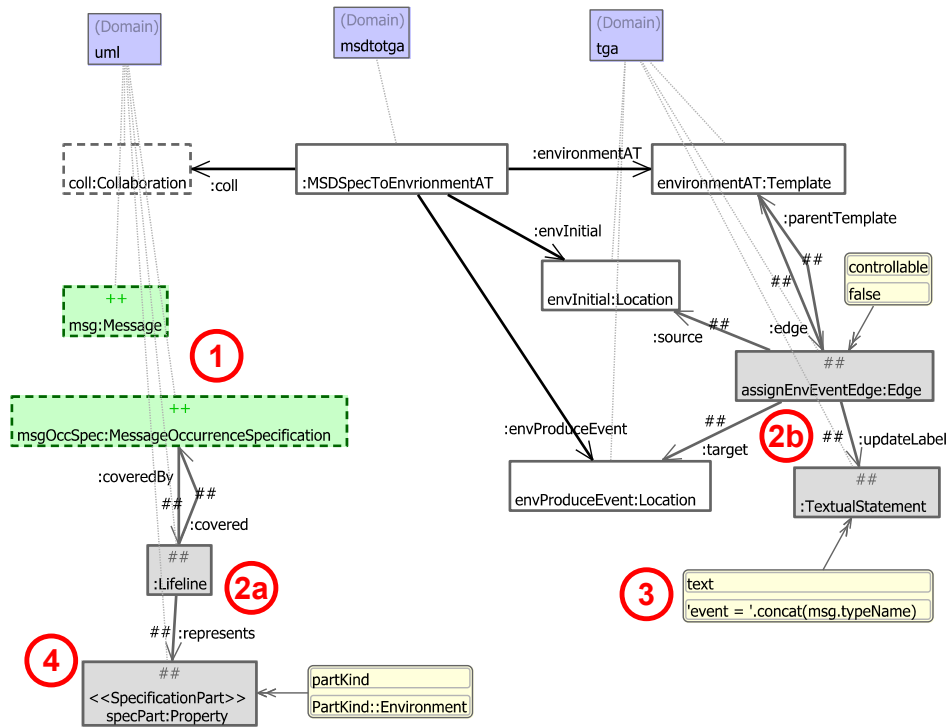 (Domain)
uml
(Domain)
msdtotga
(Domain)
tga
coll:Collaboration
:coll
:MSDSpecToEnvrionmentAT
:environmentAT
environmentAT:Template
:parentTemplate
##
##
:envInitial
envInitial:Location
controllable
false
++
msg:Message
##
:source
:edge
1
##
assignEnvEventEdge:Edge
++
msgOccSpec:MessageOccurrenceSpecification
:envProduceEvent
##
:target
2b
##
:updateLabel
:coveredBy
##
##
:covered
envProduceEvent:Location
##
:TextualStatement
##
:Lifeline
2a
3
text
'event = '.concat(msg.typeName)
##
:represents
4
##
<<SpecificationPart>>
specPart:Property
partKind
PartKind::Environment